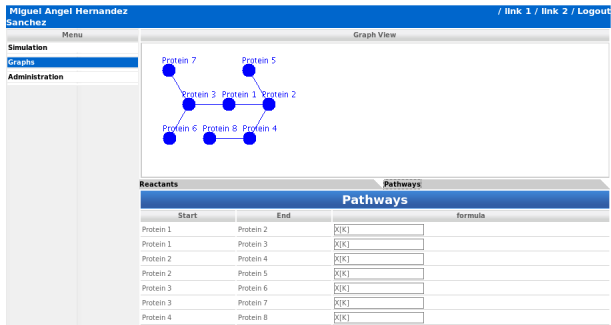 Miguel Angel Hernandez Sanchez
/ link 1 / link 2 / Logout
Menu
Simulation
Graphs
Administration
Graph View
Protein 7
Protein 5
Protein 3
Protein 1
Protein 2
Protein 6
Protein 8
Protein 4
Reactants
Pathways
Pathways
Start End formula
Protein 1 Protein 2 X[K]
Protein 1 Protein 3 X[K]
Protein 2 Protein 4 X[K]
Protein 2 Protein 5 X[K]
Protein 3 Protein 6 X[K]
Protein 3 Protein 7 X[K]
Protein 4 Protein 8 X[K]